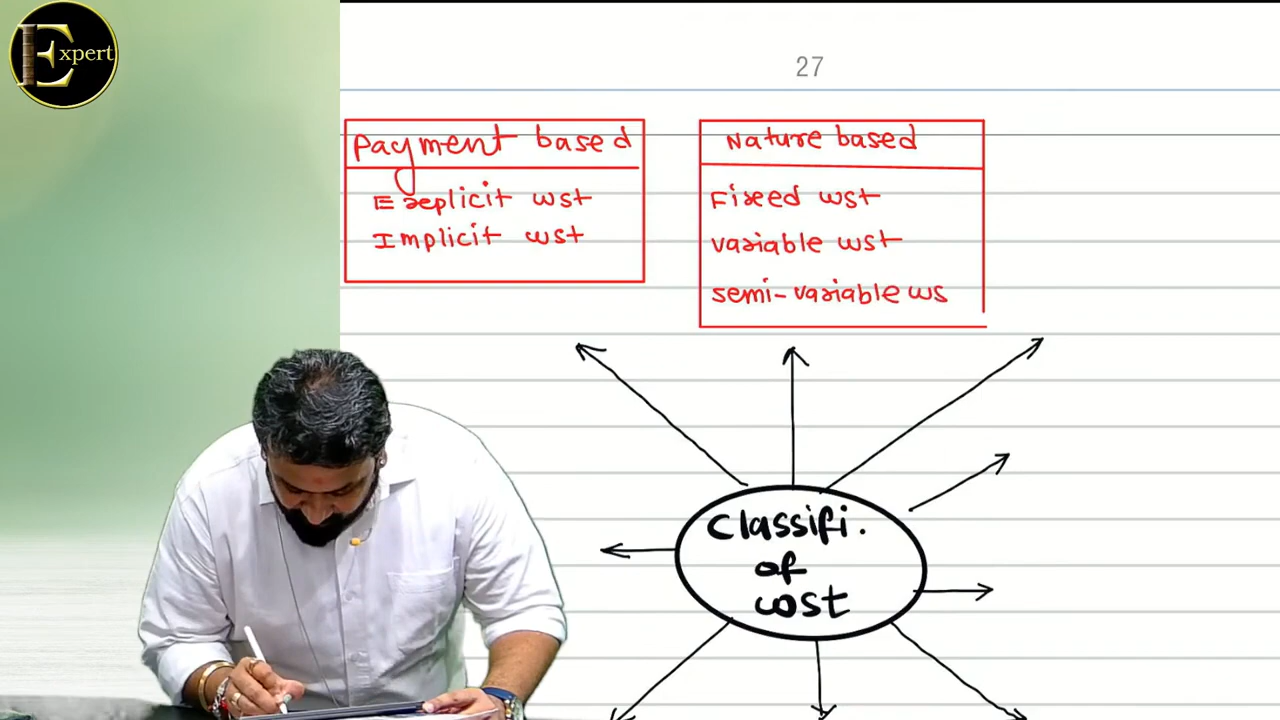 Expert
27
Payment based
Explicit cost
Implicit cost
Nature based
Fixed cost
variable cost
semi-variable cos
Classifi.
of
cost